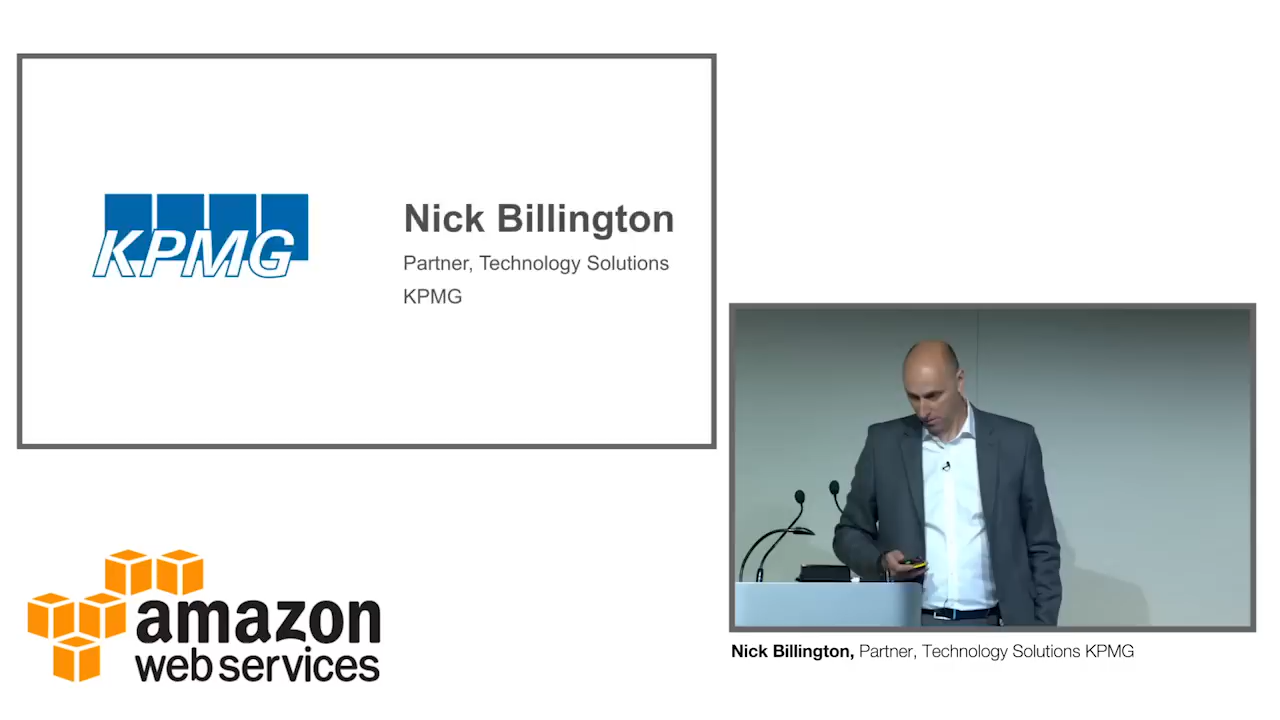 KPMG
Nick Billington
Partner, Technology Solutions
KPMG
amazon
web services
Nick Billington, Partner, Technology Solutions KPMG